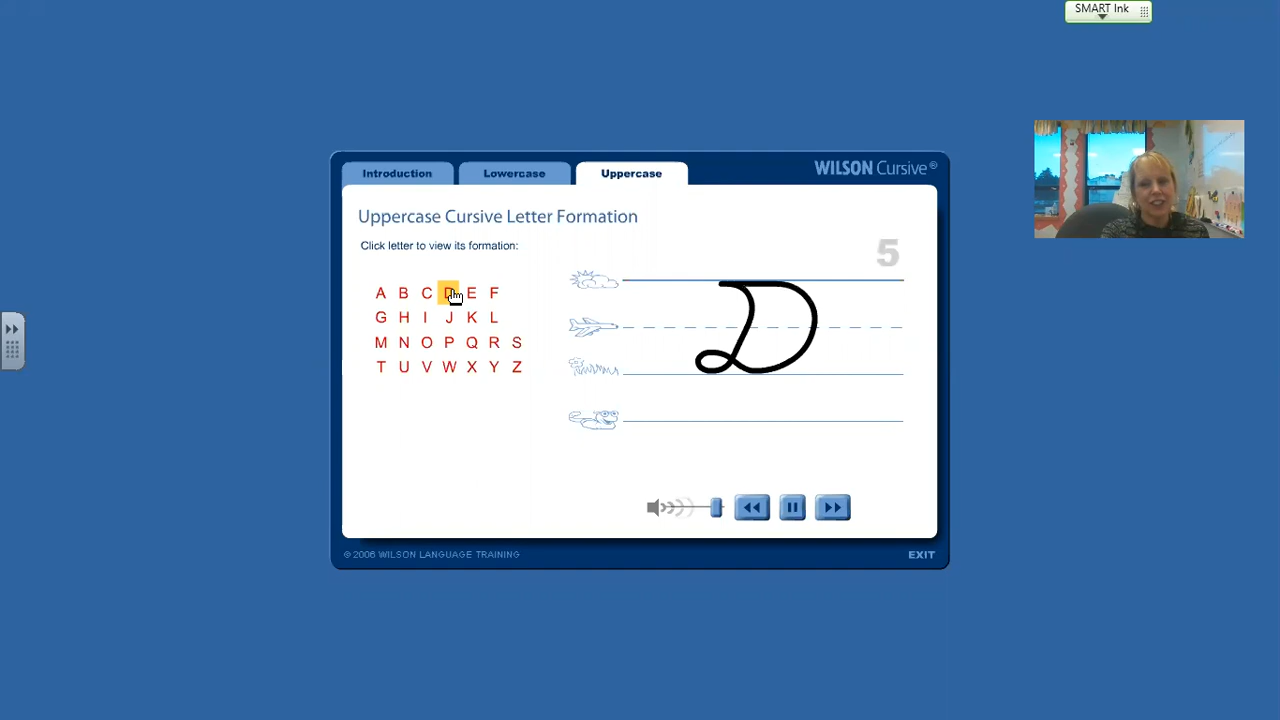 SMART Ink
Introduction
Lowercase
Uppercase
WILSON Cursive®
Uppercase Cursive Letter Formation
Click letter to view its formation:
5
A B C D E F
G H I J K L
M N O P Q R S
T U V W X Y Z
D
© 2006 WILSON LANGUAGE TRAINING
EXIT